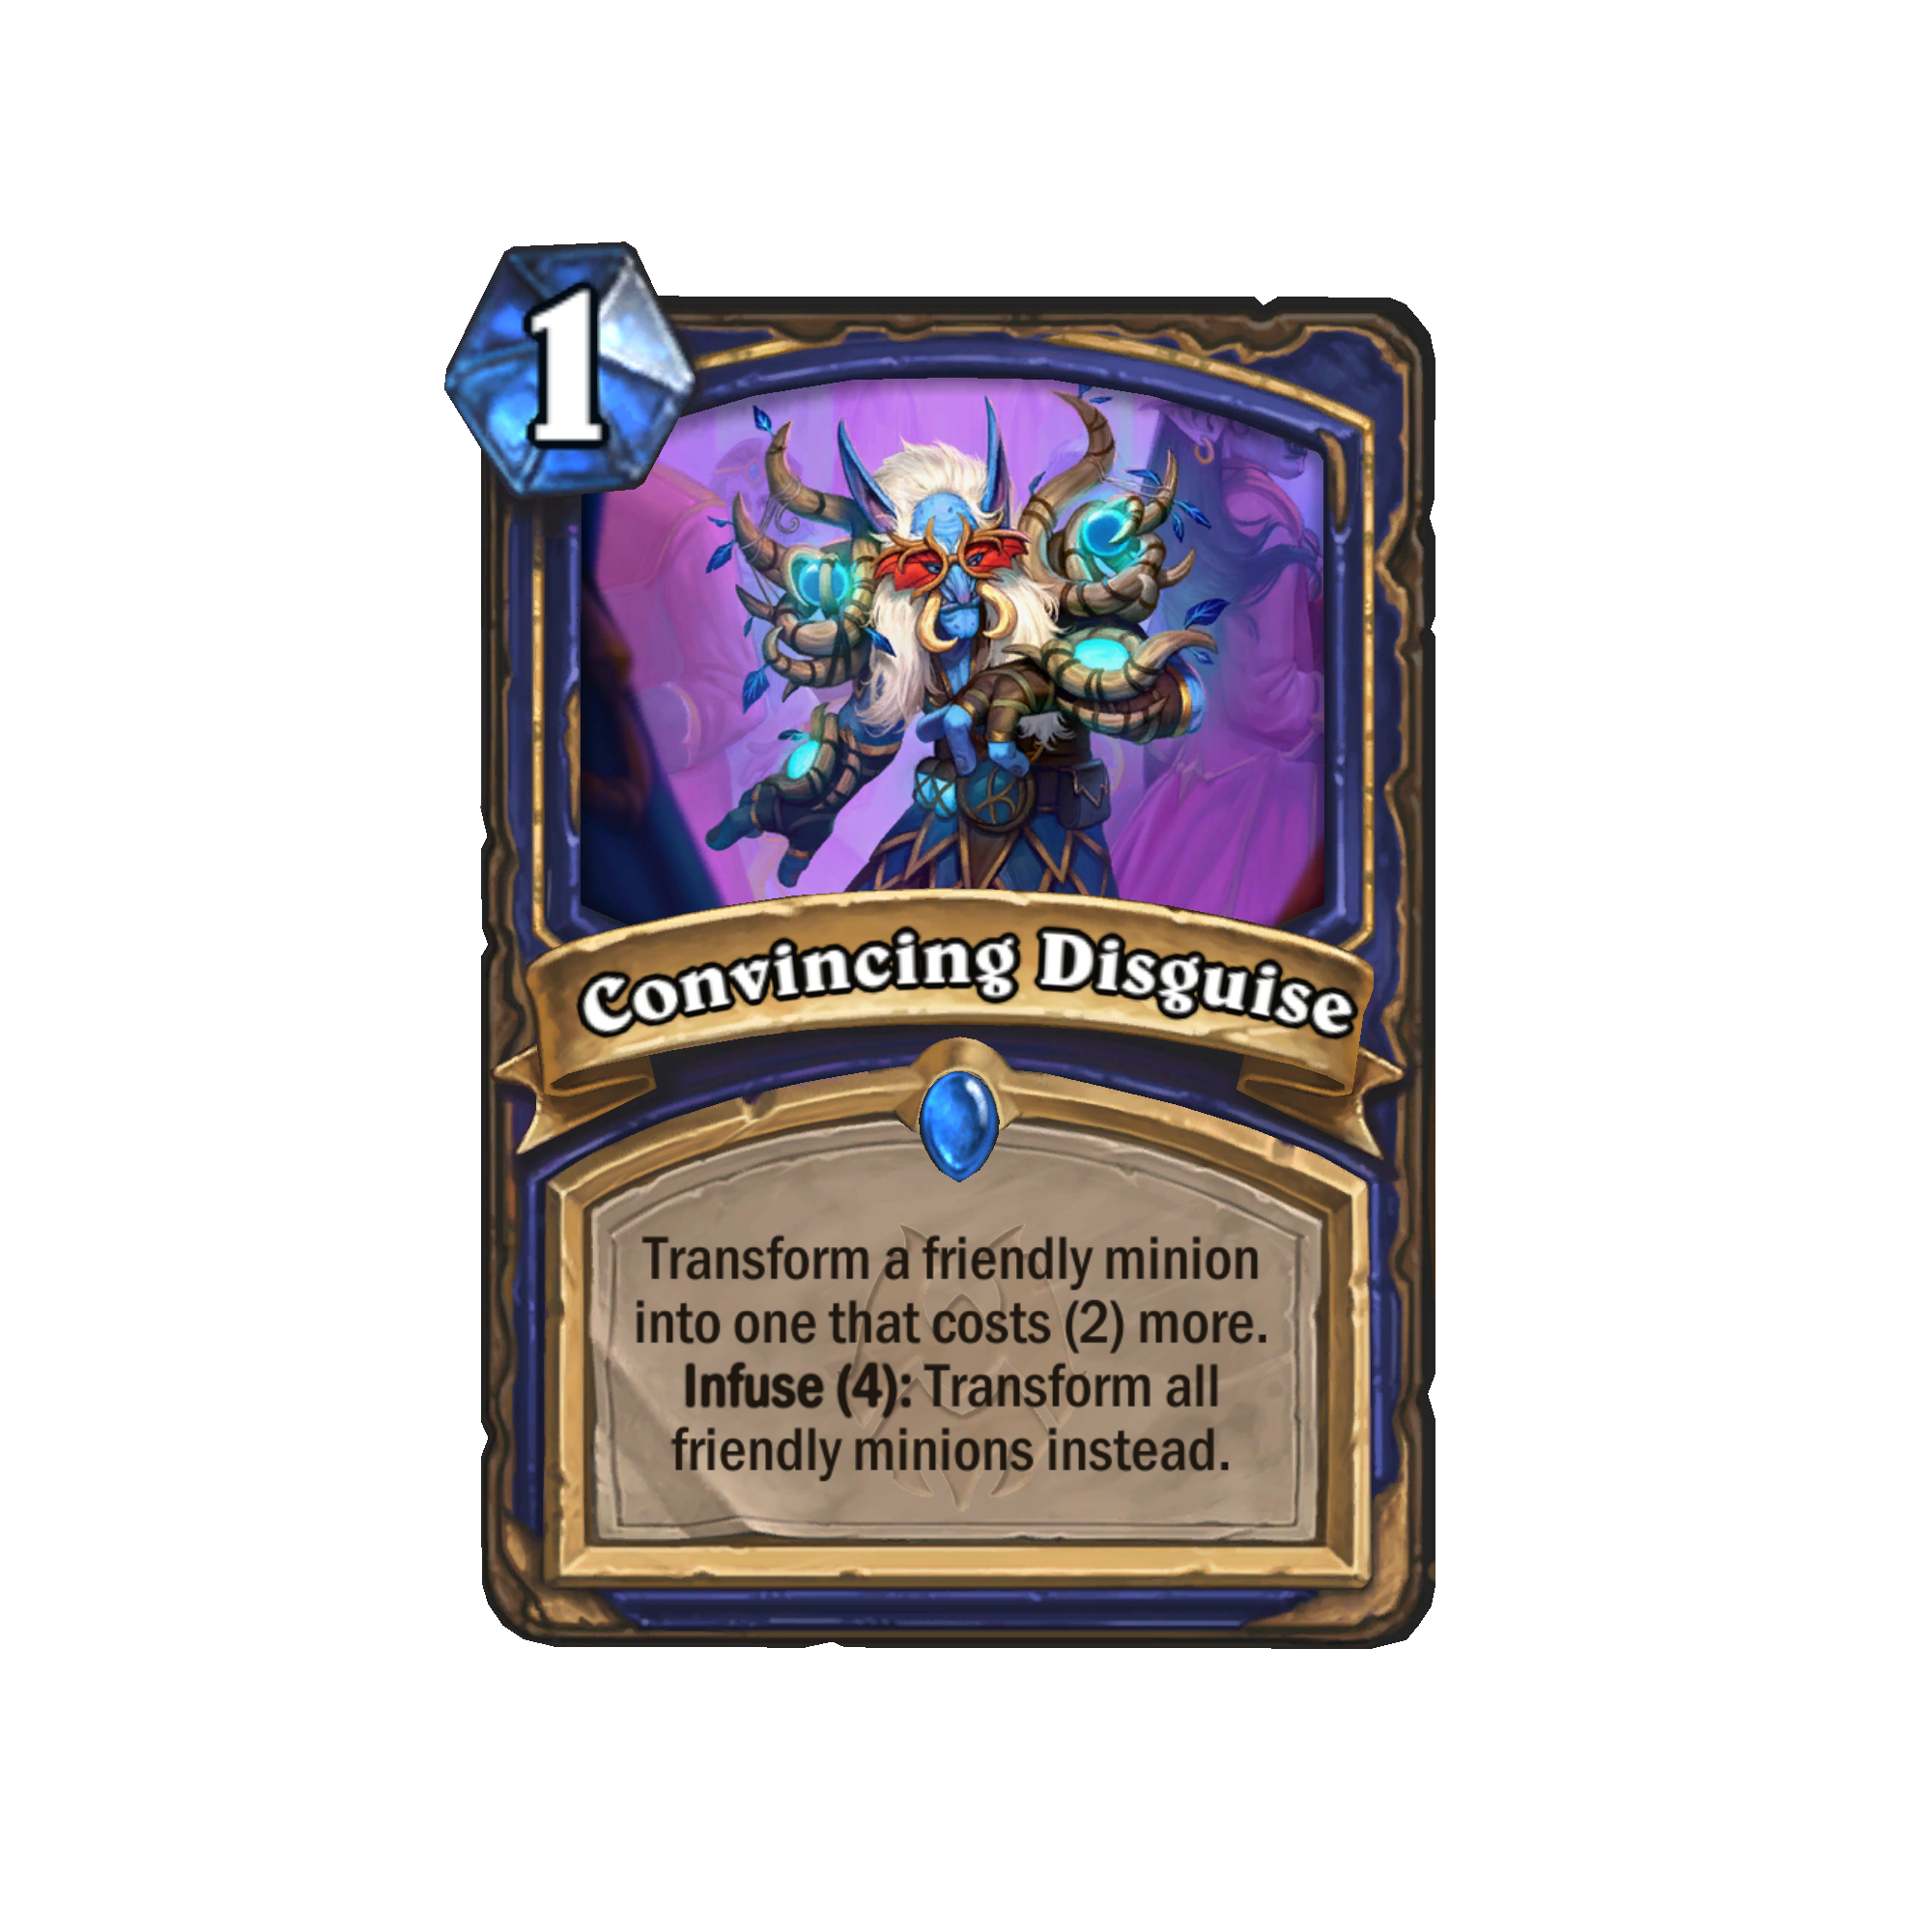 1
Convincing Disguise
Transform a friendly minion
into one that costs (2) more.
Infuse (4): Transform all
friendly minions instead.